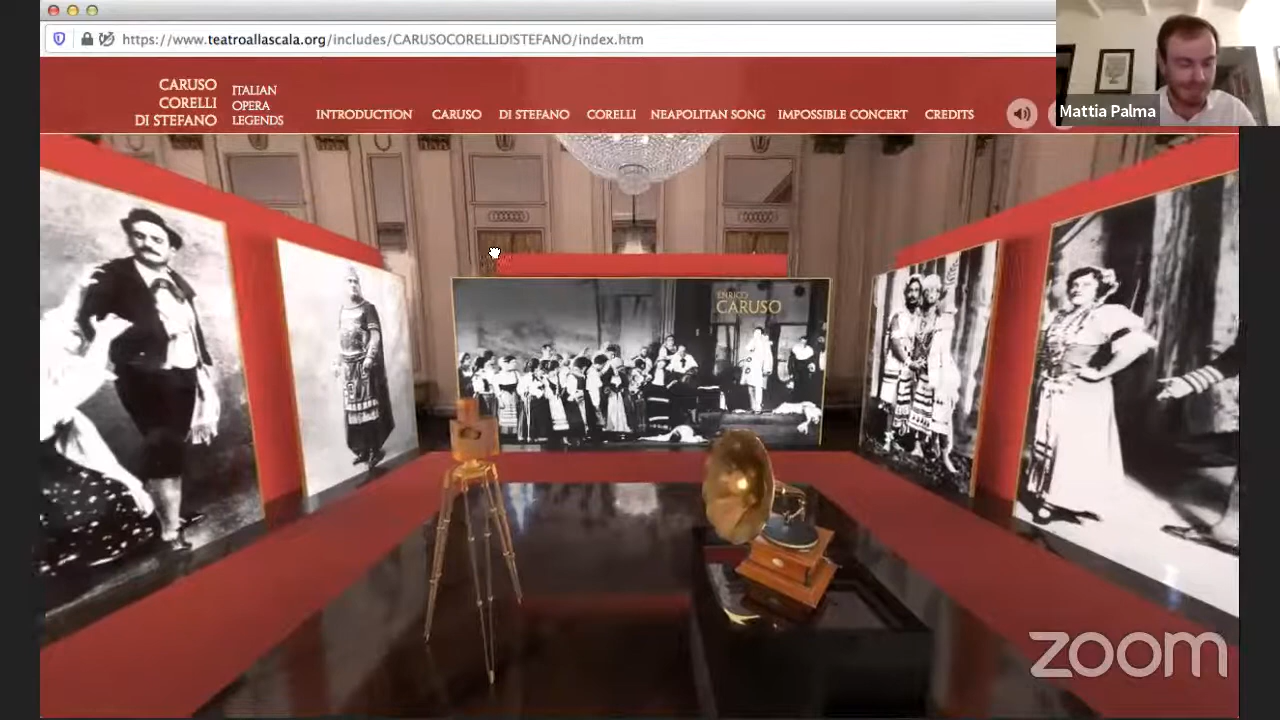 https://www.teatroallascala.org/includes/CARUSOCORELLIDISTEFANO/index.htm
CARUSO
CORELLI
DI STEFANO
ITALIAN
OPERA
LEGENDS
INTRODUCTION CARUSO DI STEFANO CORELLI NEAPOLITAN SONG IMPOSSIBLE CONCERT CREDITS
Mattia Palma
ENRICO
CARUSO
zoom